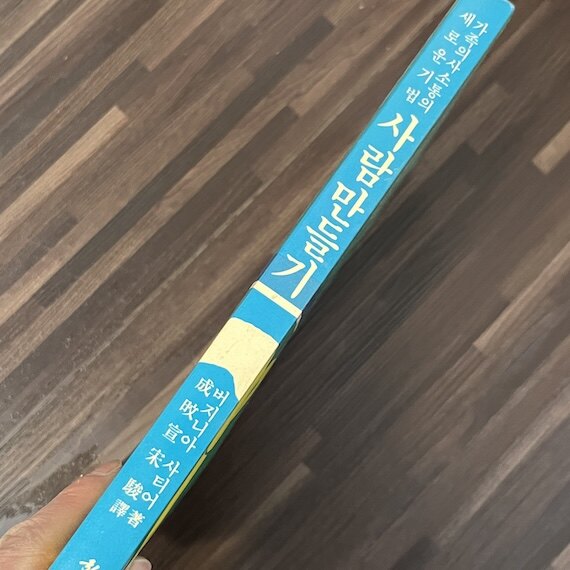 가족의사소통의
새로운 기법
사람만들기
버지니아 사티어 著
成旼宣 宋駿 譯